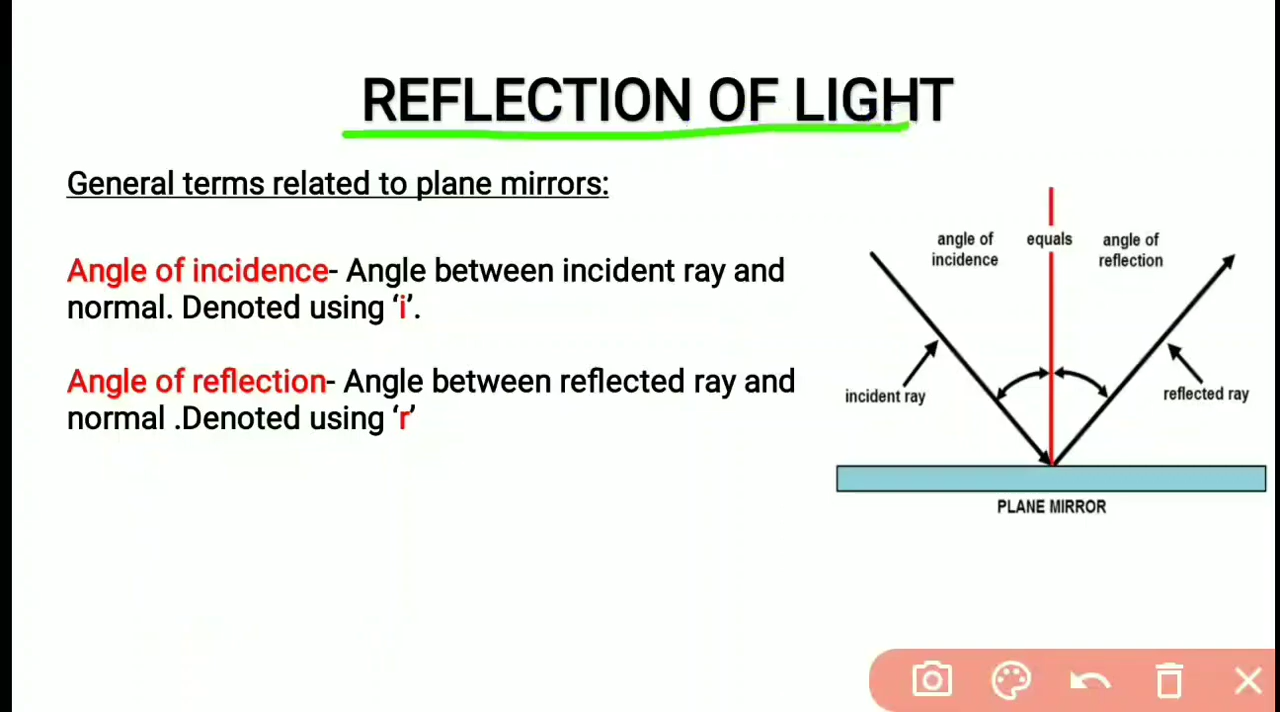 REFLECTION OF LIGHT
General terms related to plane mirrors:
Angle of incidence- Angle between incident ray and
normal. Denoted using ‘i’.
Angle of reflection- Angle between reflected ray and
normal .Denoted using ‘r’
angle of
incidence
equals
angle of
reflection
incident ray
reflected ray
PLANE MIRROR